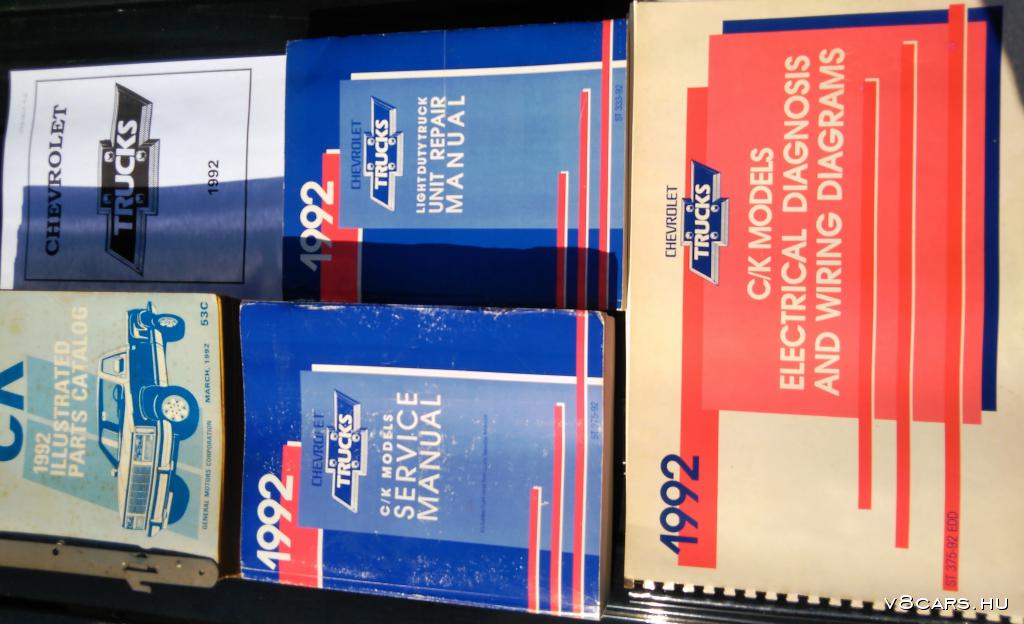 CHEVROLET
TRUCKS
1992
1992
CHEVROLET
TRUCKS
LIGHT DUTY TRUCK
UNIT REPAIR
MANUAL
ST 333-92
1992
CHEVROLET
TRUCKS
C/K MODELS
ELECTRICAL DIAGNOSIS
AND WIRING DIAGRAMS
ST-375-92 EDD
CK
1992
ILLUSTRATED
PARTS CATALOG
GENERAL MOTORS CORPORATION MARCH, 1992 53C
1992
CHEVROLET
TRUCKS
C/K MODELS
SERVICE
MANUAL
ST-375-92
V8CARS.HU